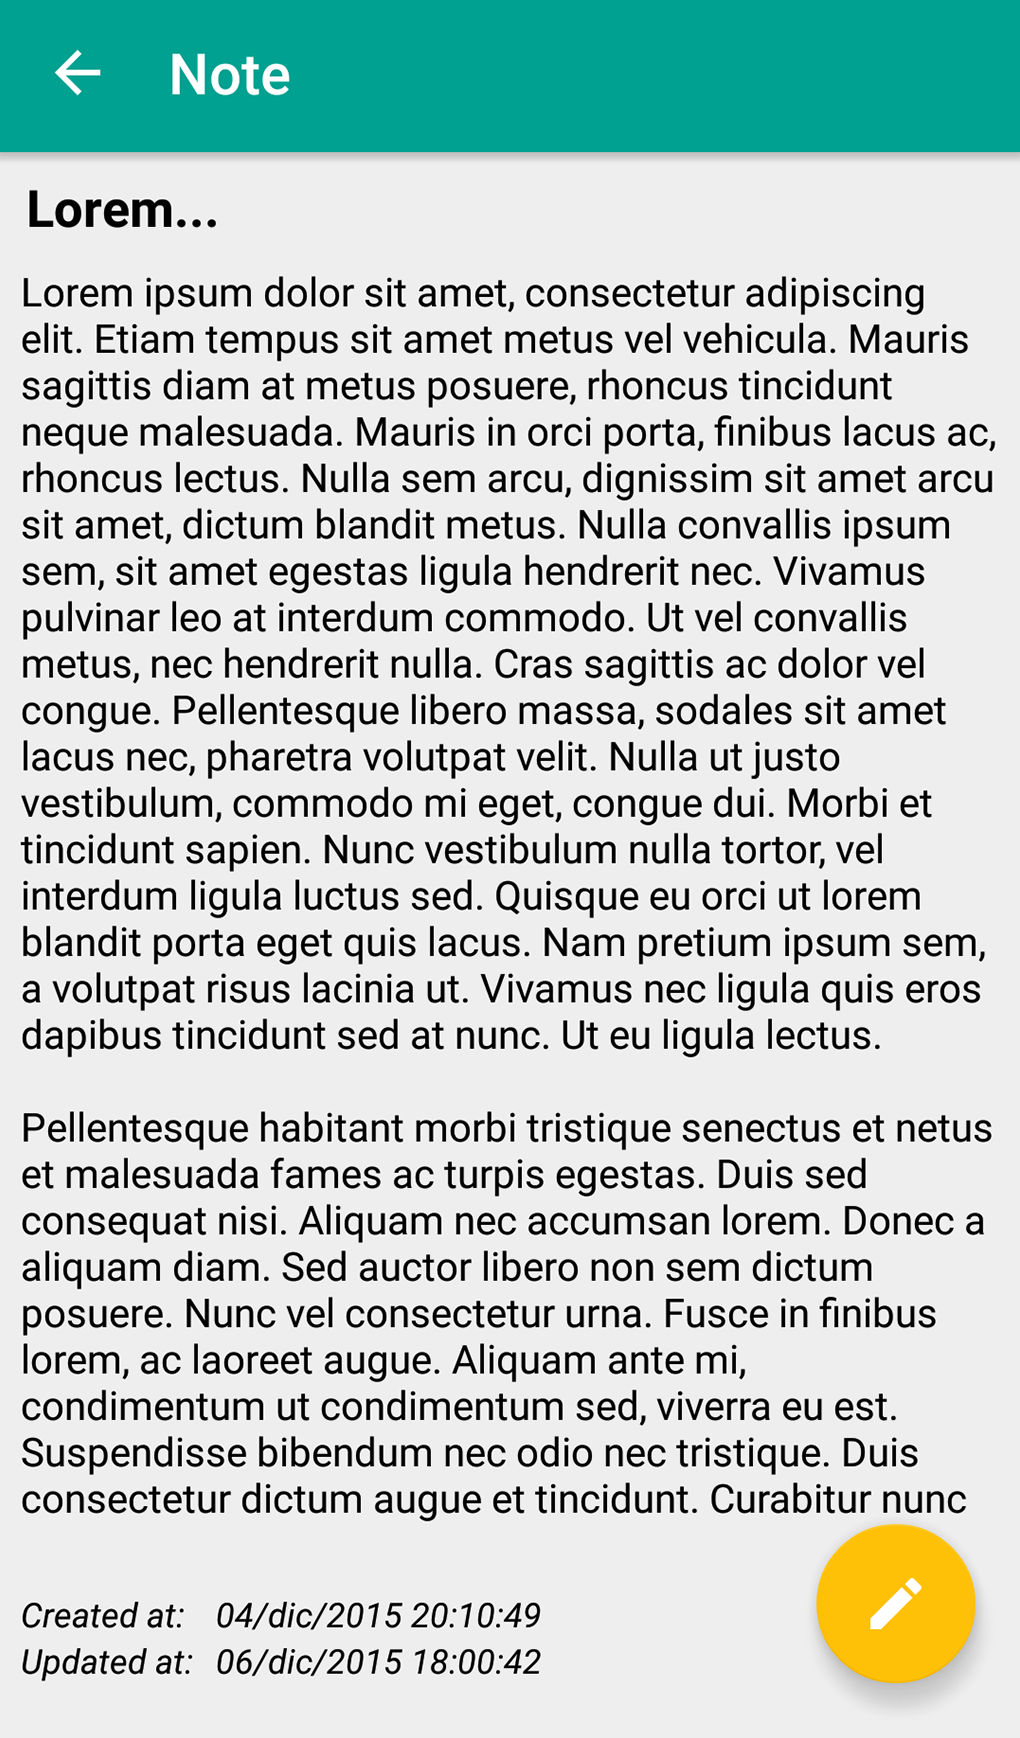 Note
Lorem...
Lorem ipsum dolor sit amet, consectetur adipiscing
elit. Etiam tempus sit amet metus vel vehicula. Mauris
sagittis diam at metus posuere, rhoncus tincidunt
neque malesuada. Mauris in orci porta, finibus lacus ac,
rhoncus lectus. Nulla sem arcu, dignissim sit amet arcu
sit amet, dictum blandit metus. Nulla convallis ipsum
sem, sit amet egestas ligula hendrerit nec. Vivamus
pulvinar leo at interdum commodo. Ut vel convallis
metus, nec hendrerit nulla. Cras sagittis ac dolor vel
congue. Pellentesque libero massa, sodales sit amet
lacus nec, pharetra volutpat velit. Nulla ut justo
vestibulum, commodo mi eget, congue dui. Morbi et
tincidunt sapien. Nunc vestibulum nulla tortor, vel
interdum ligula luctus sed. Quisque eu orci ut lorem
blandit porta eget quis lacus. Nam pretium ipsum sem,
a volutpat risus lacinia ut. Vivamus nec ligula quis eros
dapibus tincidunt sed at nunc. Ut eu ligula lectus.
Pellentesque habitant morbi tristique senectus et netus
et malesuada fames ac turpis egestas. Duis sed
consequat nisi. Aliquam nec accumsan lorem. Donec a
aliquam diam. Sed auctor libero non sem dictum
posuere. Nunc vel consectetur urna. Fusce in finibus
lorem, ac laoreet augue. Aliquam ante mi,
condimentum ut condimentum sed, viverra eu est.
Suspendisse bibendum nec odio nec tristique. Duis
consectetur dictum augue et tincidunt. Curabitur nunc
Created at: 04/dic/2015 20:10:49
Updated at: 06/dic/2015 18:00:42